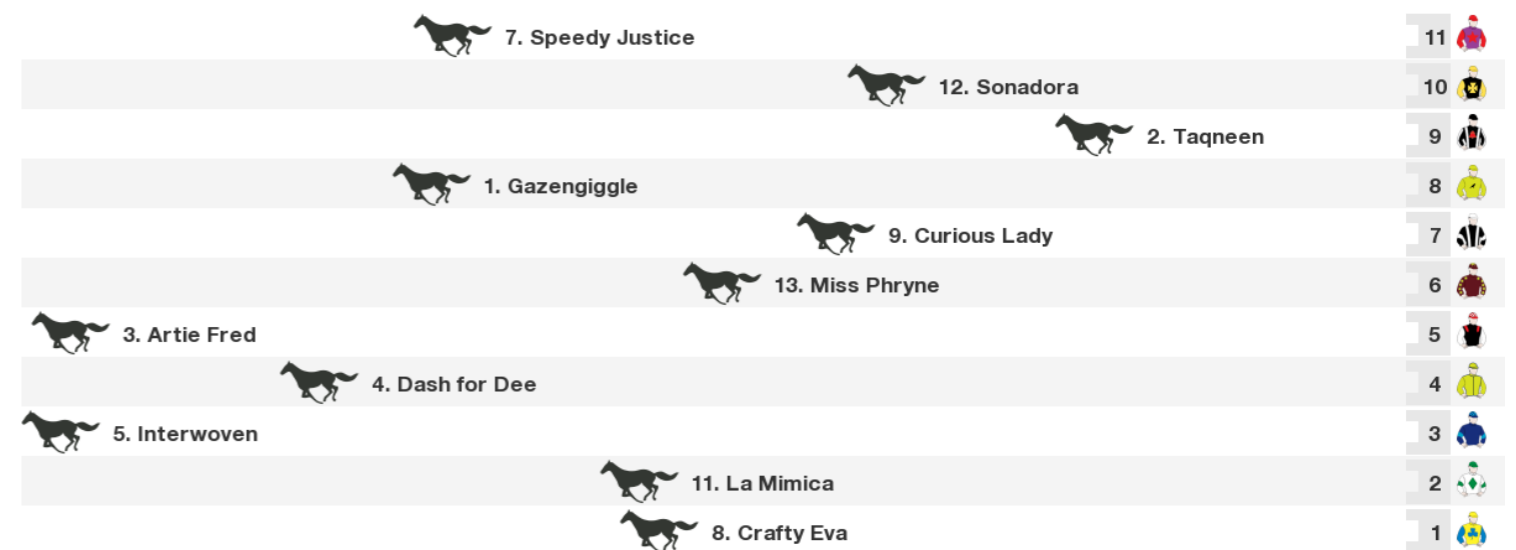 7. Speedy Justice 11
12. Sonadora 10
2. Taqneen 9
1. Gazengiggle 8
9. Curious Lady 7
13. Miss Phryne 6
3. Artie Fred 5
4. Dash for Dee 4
5. Interwoven 3
11. La Mimica 2
8. Crafty Eva 1